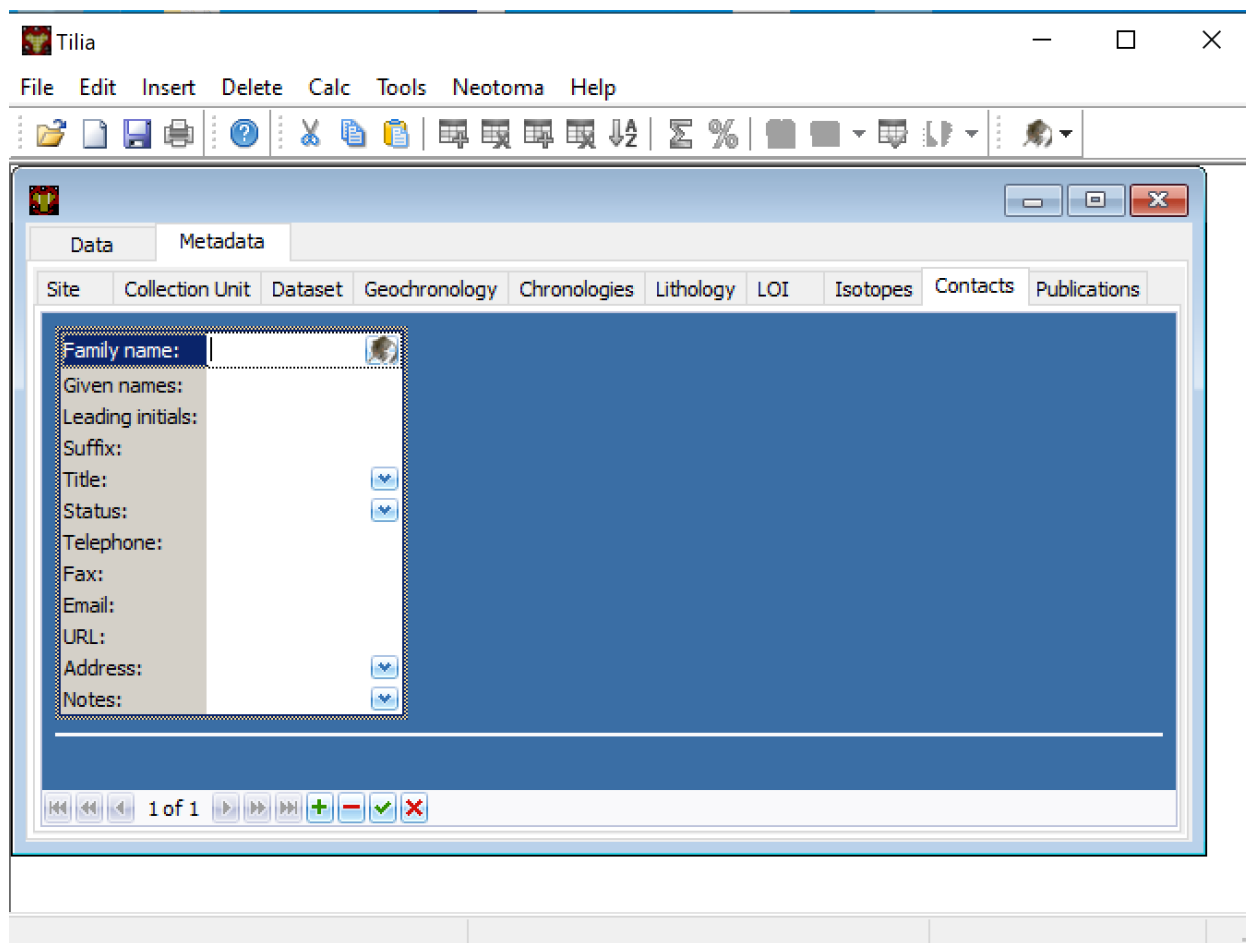 Tilia
File Edit Insert Delete Calc Tools Neotoma Help
Data Metadata
Site Collection Unit Dataset Geochronology Chronologies Lithology LOI Isotopes Contacts Publications
Family name:
Given names:
Leading initials:
Suffix:
Title:
Status:
Telephone:
Fax:
Email:
URL:
Address:
Notes:
1 of 1